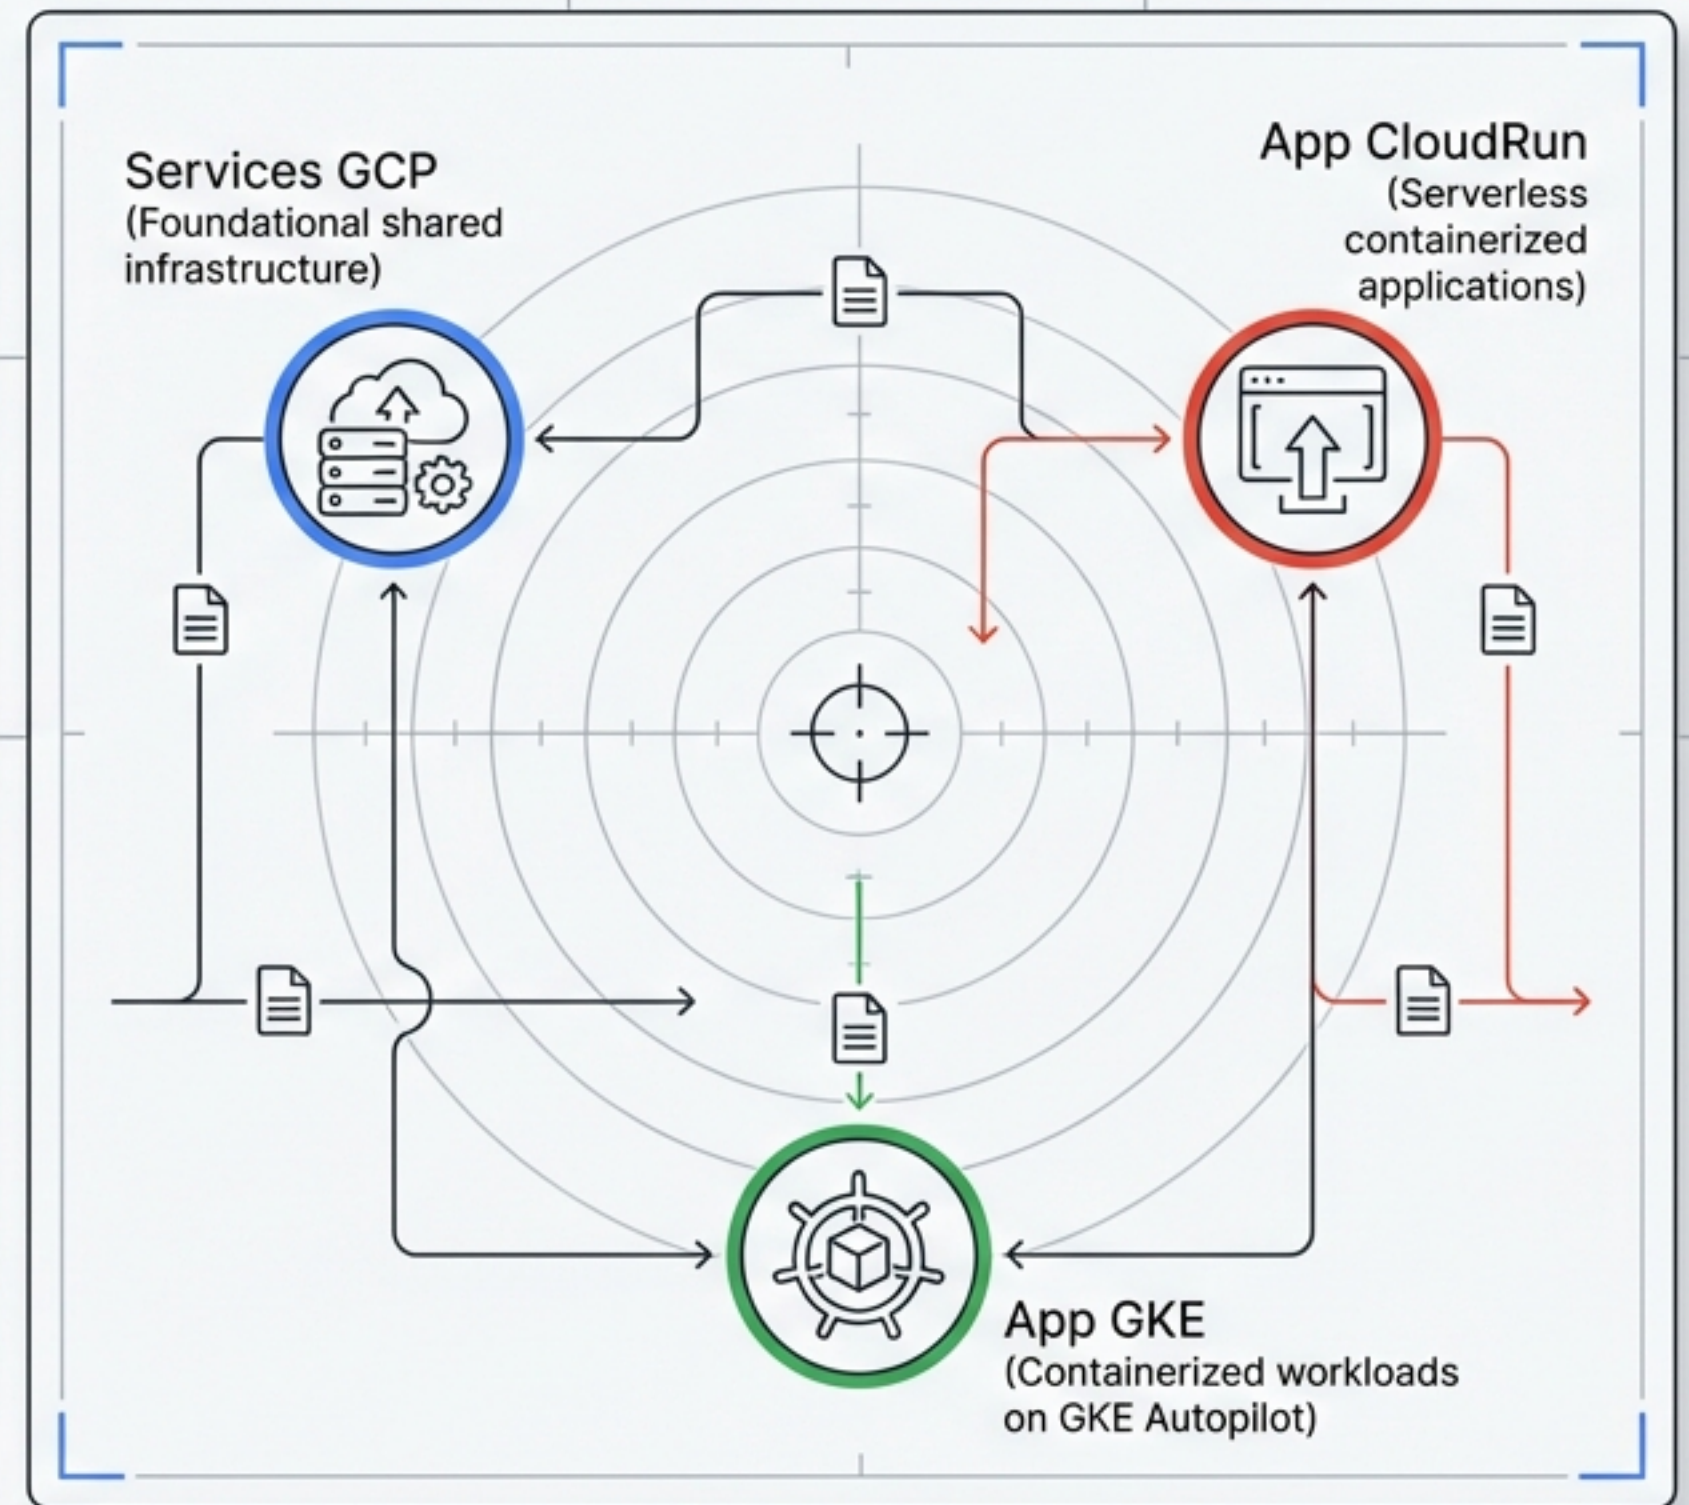 Services GCP
(Foundational shared
infrastructure)
App CloudRun
(Serverless
containerized
applications)
App GKE
(Containerized workloads
on GKE Autopilot)